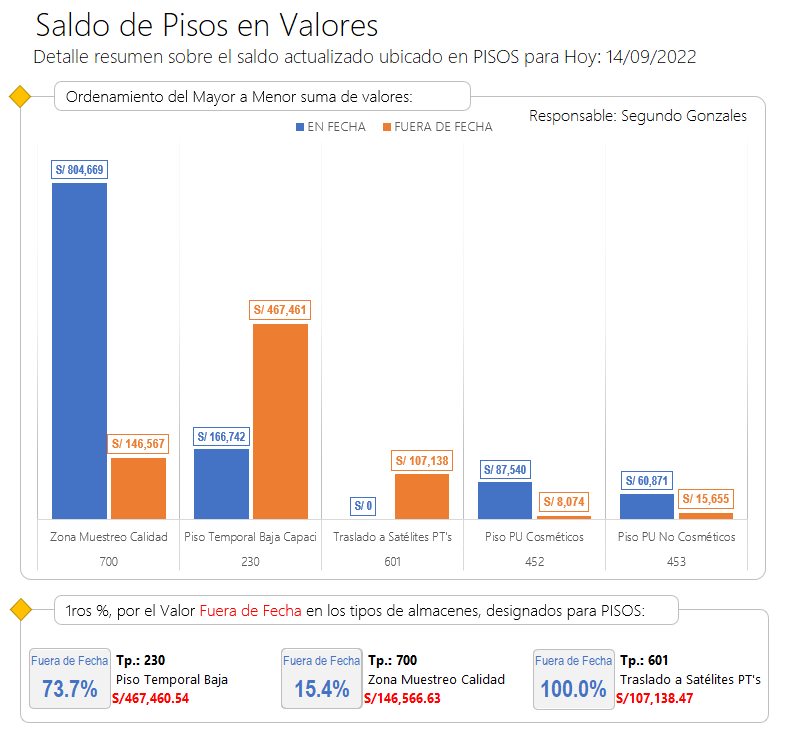 Saldo de Pisos en Valores
Detalle resumen sobre el saldo actualizado ubicado en PISOS para Hoy: 14/09/2022
Ordenamiento del Mayor a Menor suma de valores:
Responsable: Segundo Gonzales
EN FECHA FUERA DE FECHA
S/ 804,669
S/ 146,567
S/ 166,742
S/ 467,461
S/ 0
S/ 107,138
S/ 87,540
S/ 8,074
S/ 60,871
S/ 15,655
Zona Muestreo Calidad Piso Temporal Baja Capaci Traslado a Satélites PT's Piso PU Cosméticos Piso PU No Cosméticos
700 230 601 452 453
1ros %, por el Valor Fuera de Fecha en los tipos de almacenes, designados para PISOS:
Fuera de Fecha
73.7%
Tp.: 230
Piso Temporal Baja
S/467,460.54
Fuera de Fecha
15.4%
Tp.: 700
Zona Muestreo Calidad
S/146,566.63
Fuera de Fecha
100.0%
Tp.: 601
Traslado a Satélites PT's
S/107,138.47